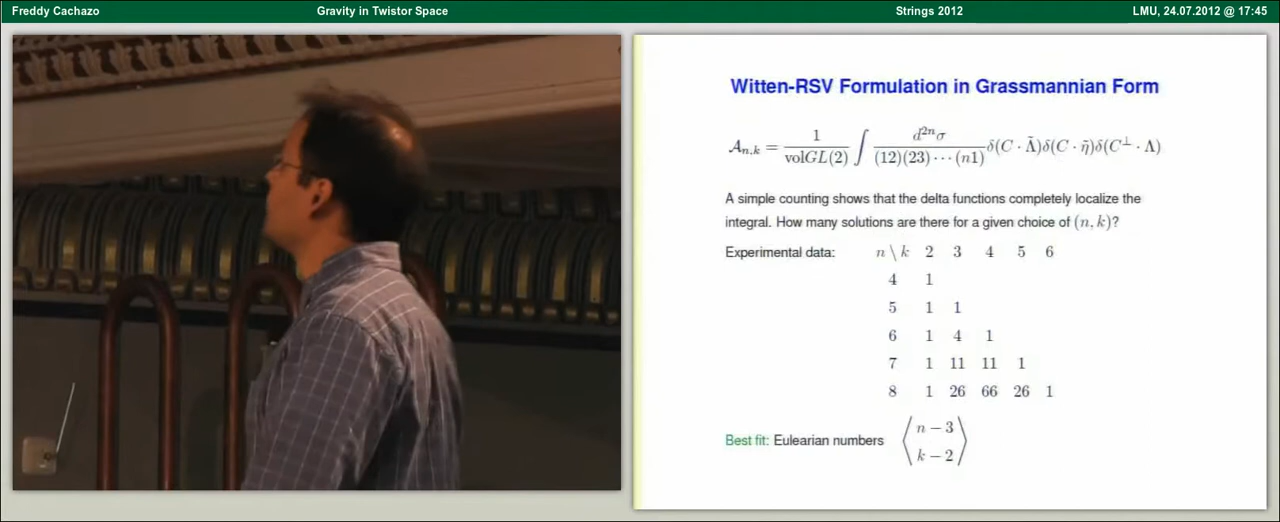 Freddy Cachazo Gravity in Twistor Space Strings 2012 LMU, 24.07.2012 @ 17:45
Witten-RSV Formulation in Grassmannian Form
𝒜ₙ,ₖ = 1/volGL(2) ∫ d²ⁿσ/(12)(23)⋯(n1) δ(C · Λ̃)δ(C · η̃)δ(C⊥ · Λ)
A simple counting shows that the delta functions completely localize the
integral. How many solutions are there for a given choice of (n, k)?
Experimental data: n \ k 2 3 4 5 6
4 1
5 1 1
6 1 4 1
7 1 11 11 1
8 1 26 66 26 1
Best fit: Eulearian numbers ⟨n − 3
k − 2⟩